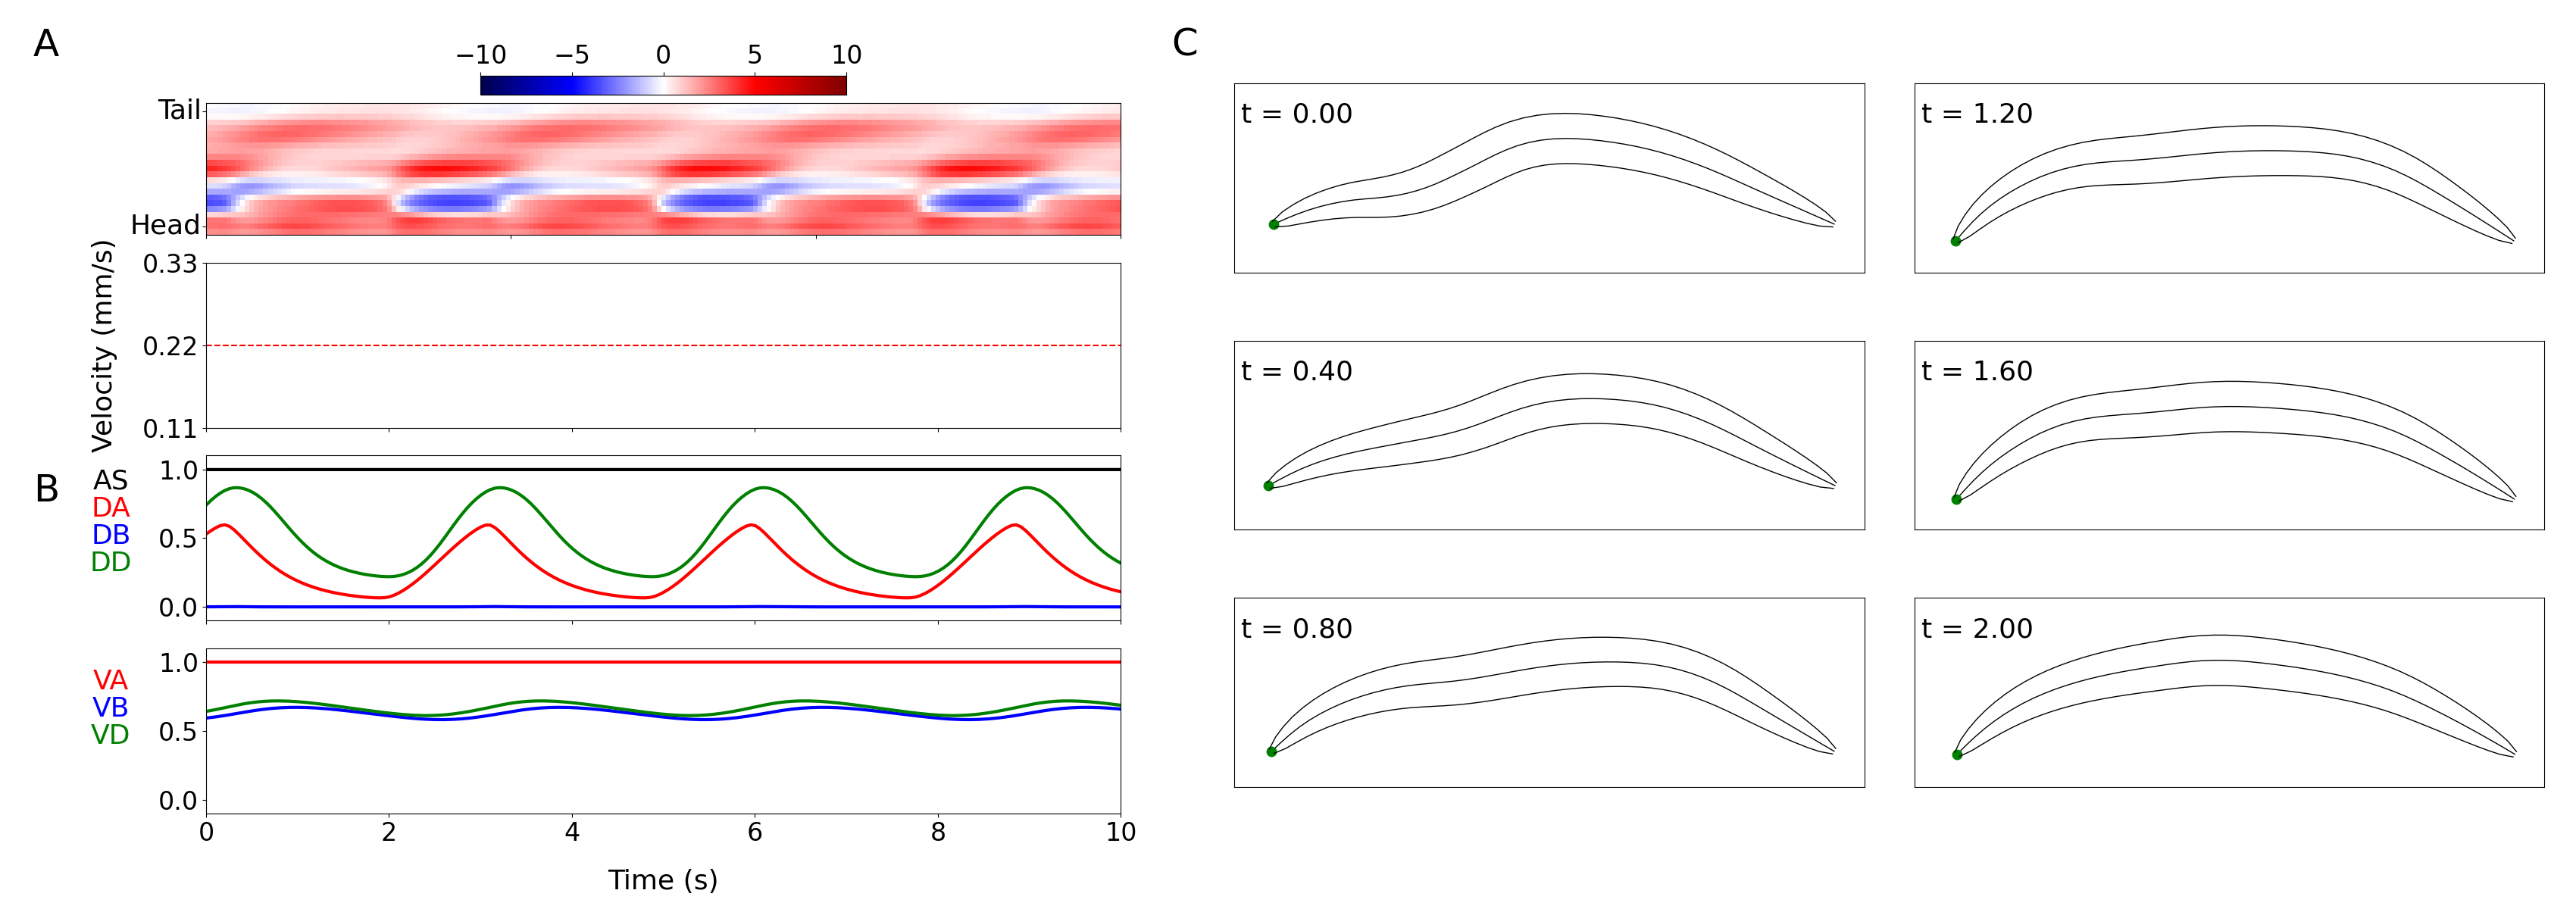 A
−10 −5 0 5 10
Tail
Head
Velocity (mm/s)
0.33
0.22
0.11
B
AS
DA
DB
DD
1.0
0.5
0.0
VA
VB
VD
1.0
0.5
0.0
0 2 4 6 8 10
Time (s)
C
t = 0.00
t = 1.20
t = 0.40
t = 1.60
t = 0.80
t = 2.00